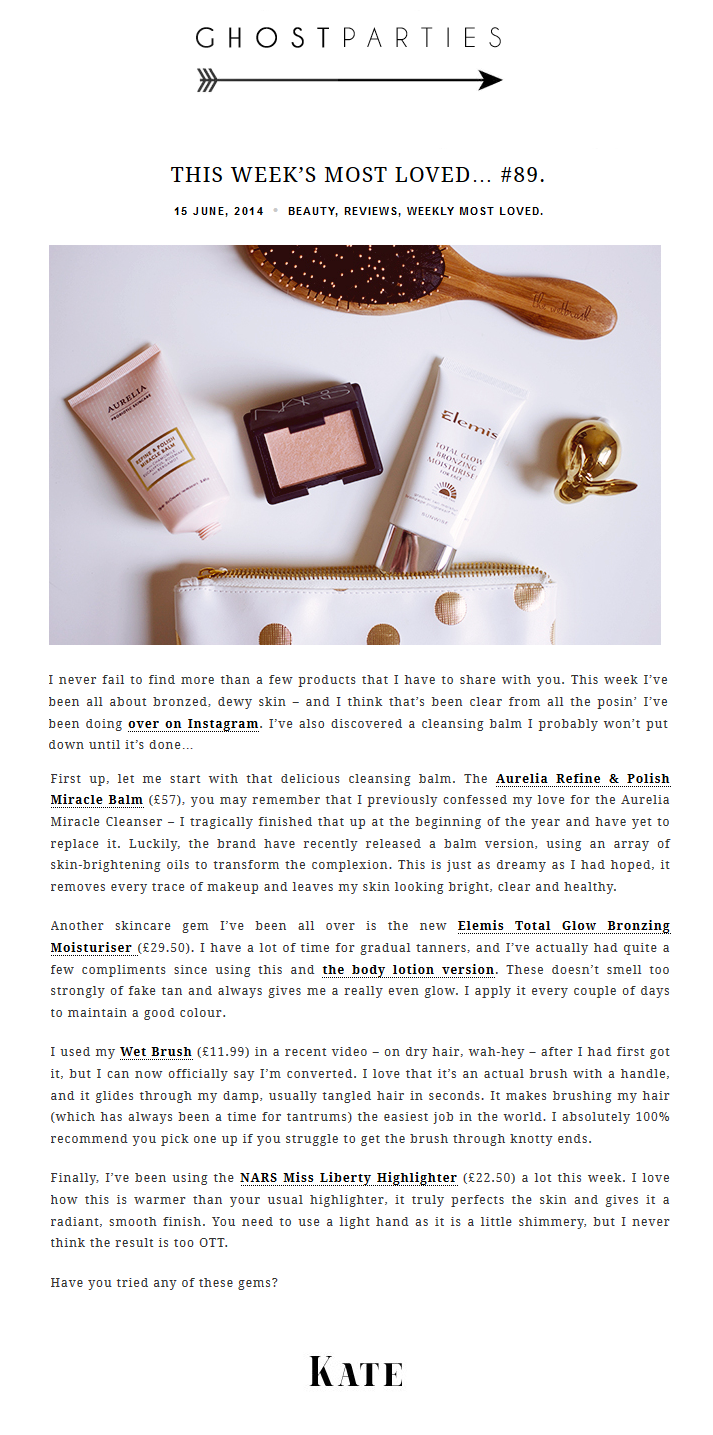 GHOSTPARTIES
THIS WEEK’S MOST LOVED… #89.
15 JUNE, 2014 • BEAUTY, REVIEWS, WEEKLY MOST LOVED.
the wetbrush
AURELIA
PROBIOTIC SKINCARE
REFINE & POLISH
MIRACLE BALM
NARS
Elemis
TOTAL GLOW
BRONZING
MOISTURISER
FOR FACE
I never fail to find more than a few products that I have to share with you. This week I’ve
been all about bronzed, dewy skin – and I think that’s been clear from all the posin’ I’ve
been doing over on Instagram. I’ve also discovered a cleansing balm I probably won’t put
down until it’s done…
First up, let me start with that delicious cleansing balm. The Aurelia Refine & Polish
Miracle Balm (£57), you may remember that I previously confessed my love for the Aurelia
Miracle Cleanser – I tragically finished that up at the beginning of the year and have yet to
replace it. Luckily, the brand have recently released a balm version, using an array of
skin-brightening oils to transform the complexion. This is just as dreamy as I had hoped, it
removes every trace of makeup and leaves my skin looking bright, clear and healthy.
Another skincare gem I’ve been all over is the new Elemis Total Glow Bronzing
Moisturiser (£29.50). I have a lot of time for gradual tanners, and I’ve actually had quite a
few compliments since using this and the body lotion version. These doesn’t smell too
strongly of fake tan and always gives me a really even glow. I apply it every couple of days
to maintain a good colour.
I used my Wet Brush (£11.99) in a recent video – on dry hair, wah-hey – after I had first got
it, but I can now officially say I’m converted. I love that it’s an actual brush with a handle,
and it glides through my damp, usually tangled hair in seconds. It makes brushing my hair
(which has always been a time for tantrums) the easiest job in the world. I absolutely 100%
recommend you pick one up if you struggle to get the brush through knotty ends.
Finally, I’ve been using the NARS Miss Liberty Highlighter (£22.50) a lot this week. I love
how this is warmer than your usual highlighter, it truly perfects the skin and gives it a
radiant, smooth finish. You need to use a light hand as it is a little shimmery, but I never
think the result is too OTT.
Have you tried any of these gems?
KATE